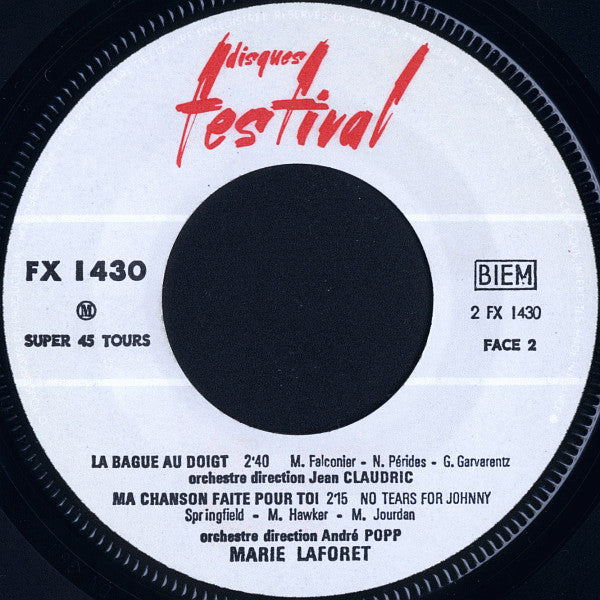 disques
festival
FX 1430
M
SUPER 45 TOURS
BIEM
2 FX 1430
FACE 2
LA BAGUE AU DOIGT 2'40 M. Falconier - N. Pérides - G. Garvarentz
orchestre direction Jean CLAUDRIC
MA CHANSON FAITE POUR TOI 2'15 NO TEARS FOR JOHNNY
Springfield - M. Hawker - M. Jourdan
orchestre direction André POPP
MARIE LAFORET